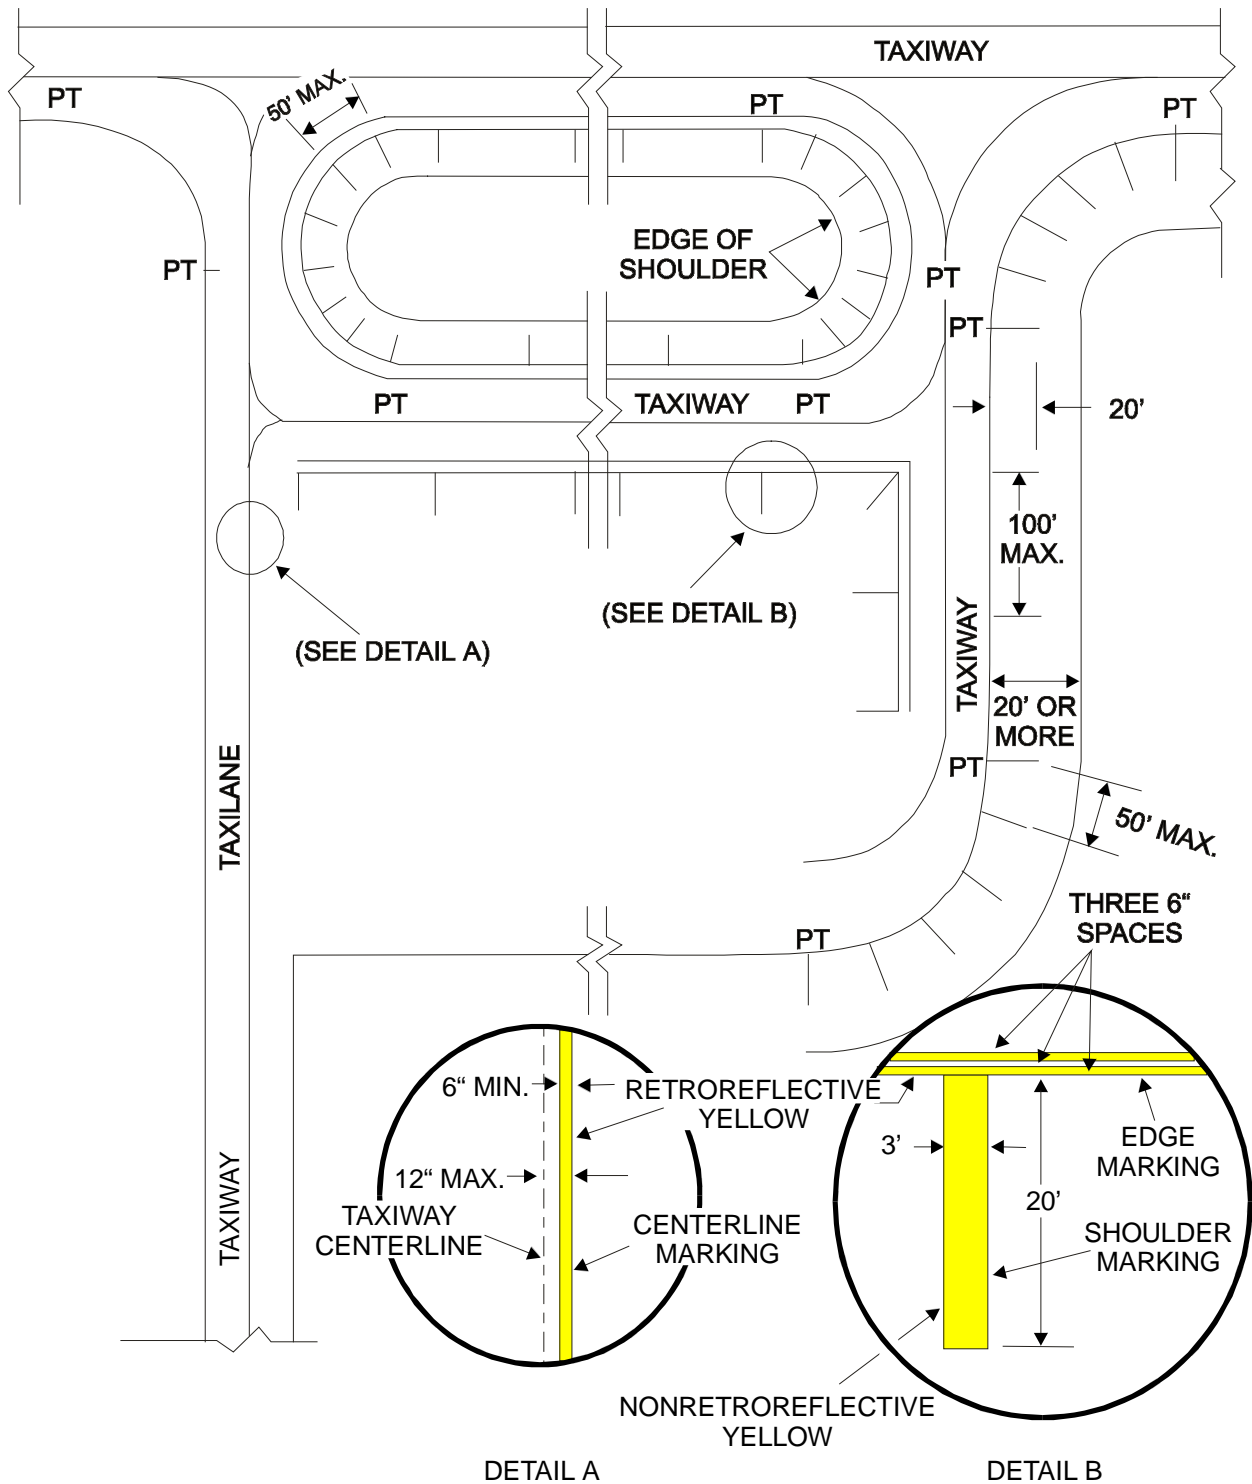 TAXIWAY
50' MAX.
PT
PT
PT
EDGE OF
SHOULDER
PT
PT
PT
PT
TAXIWAY
PT
20'
100'
MAX.
(SEE DETAIL B)
(SEE DETAIL A)
TAXIWAY
20' OR
MORE
TAXILANE
PT
50' MAX.
THREE 6“
SPACES
PT
6“ MIN.
RETROREFLECTIVE
YELLOW
3'
EDGE
MARKING
12“ MAX.
20'
TAXIWAY
TAXIWAY
CENTERLINE
CENTERLINE
MARKING
SHOULDER
MARKING
NONRETROREFLECTIVE
YELLOW
DETAIL A
DETAIL B